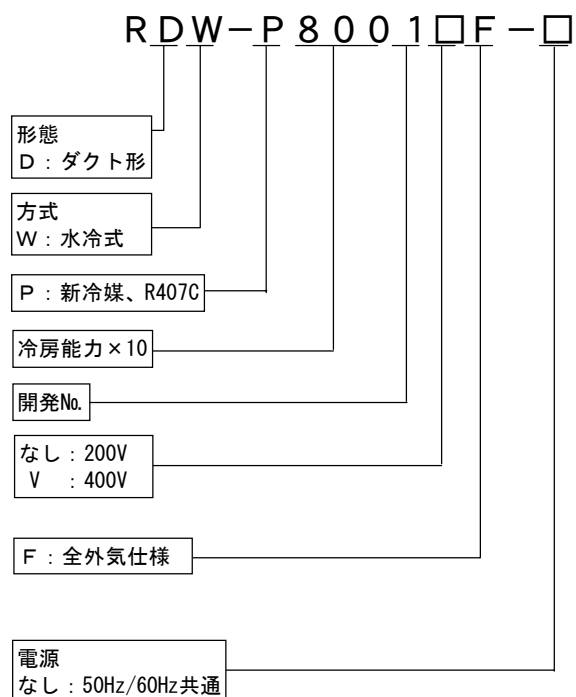 ＲＤＷ－Ｐ８００１□Ｆ－□
形態
Ｄ：ダクト形
方式
Ｗ：水冷式
Ｐ：新冷媒、R407C
冷房能力×10
開発No.
なし：200V
V ：400V
Ｆ：全外気仕様
電源
なし：50Hz/60Hz共通